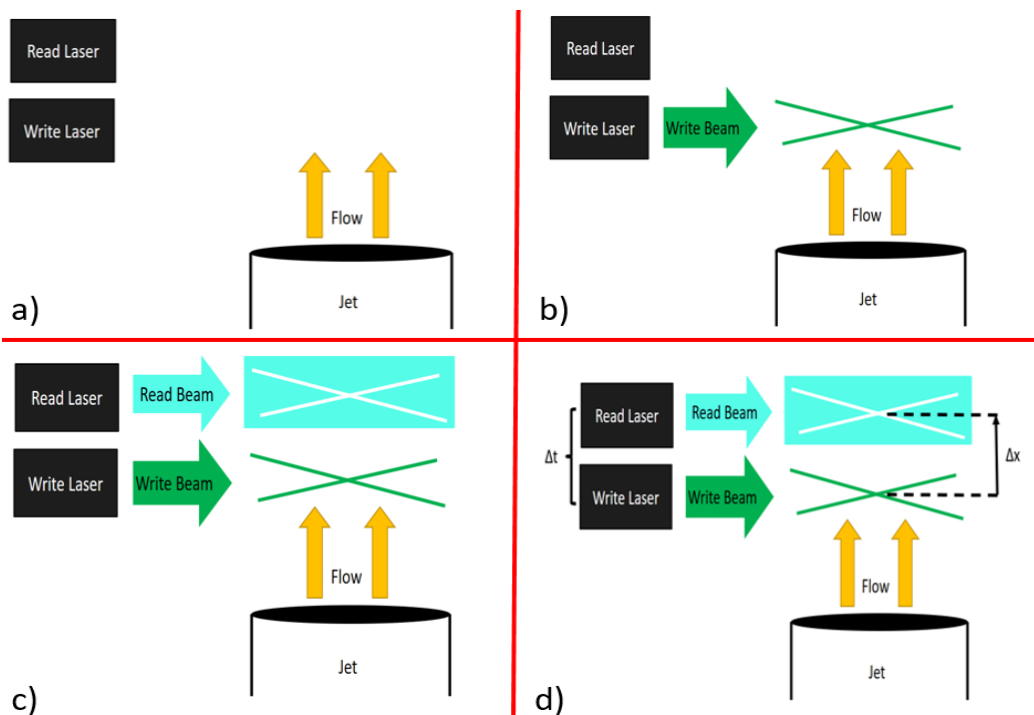 Read Laser
Write Laser
Flow
Jet
a)
Read Laser
Write Laser
Write Beam
Flow
Jet
b)
Read Laser
Read Beam
Write Laser
Write Beam
Flow
Jet
c)
Read Laser
Read Beam
Δt
Δx
Write Laser
Write Beam
Flow
Jet
d)